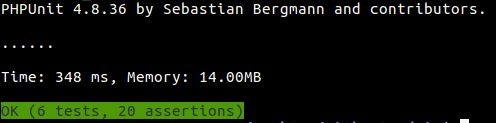 PHPUnit 4.8.36 by Sebastian Bergmann and contributors.
......
Time: 348 ms, Memory: 14.00MB
OK (6 tests, 20 assertions)